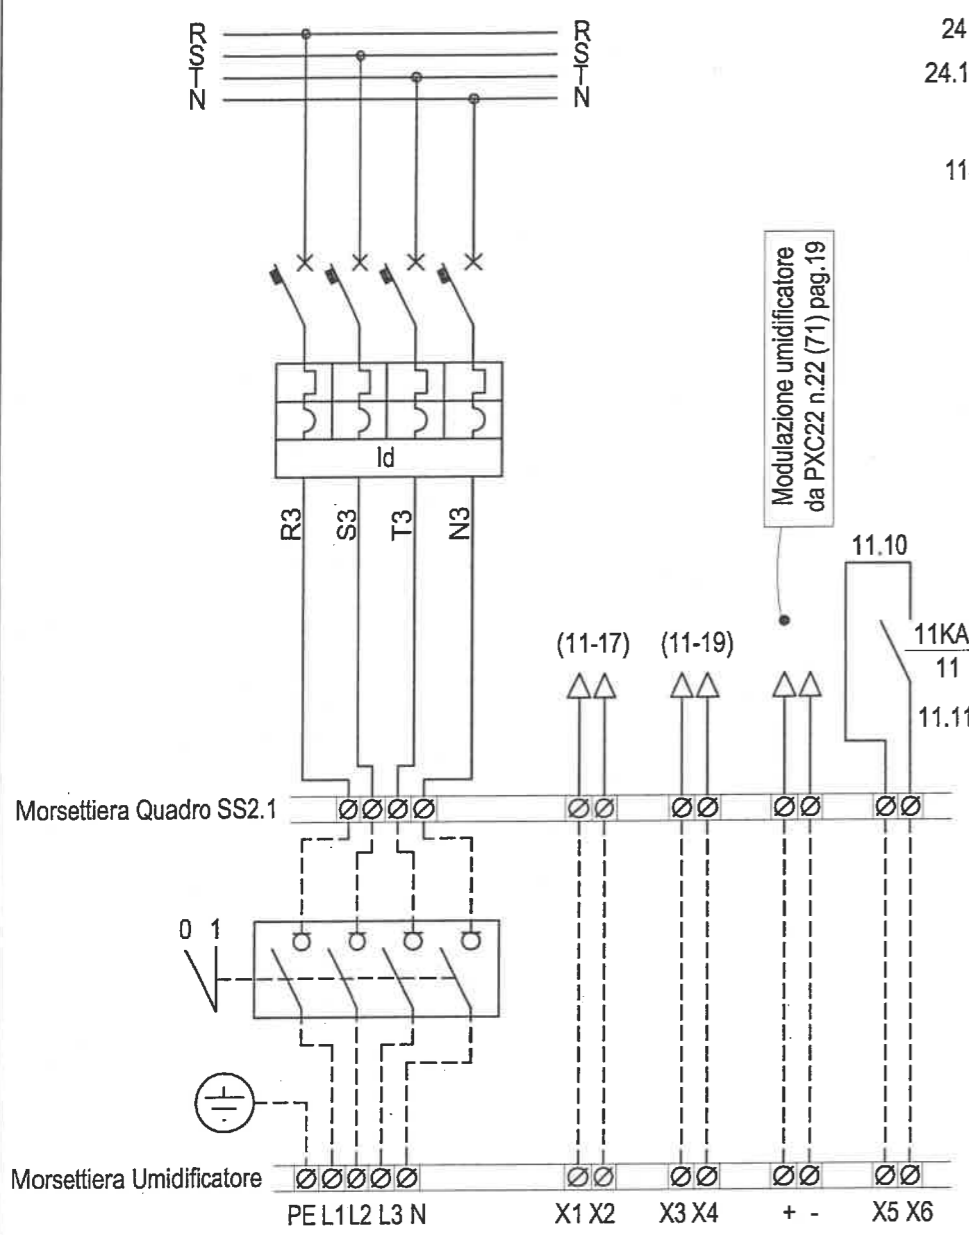 R R
S S
T T
N N
24
24.1
11
Modulazione umidificatore
da PXC22 n.22 (71) pag.19
Id
R3 S3 T3 N3
11.10
(11-17) (11-19)
11KA
11
11.11
Morsettiera Quadro SS2.1
0 1
Morsettiera Umidificatore
PE L1 L2 L3 N X1 X2 X3 X4 + - X5 X6